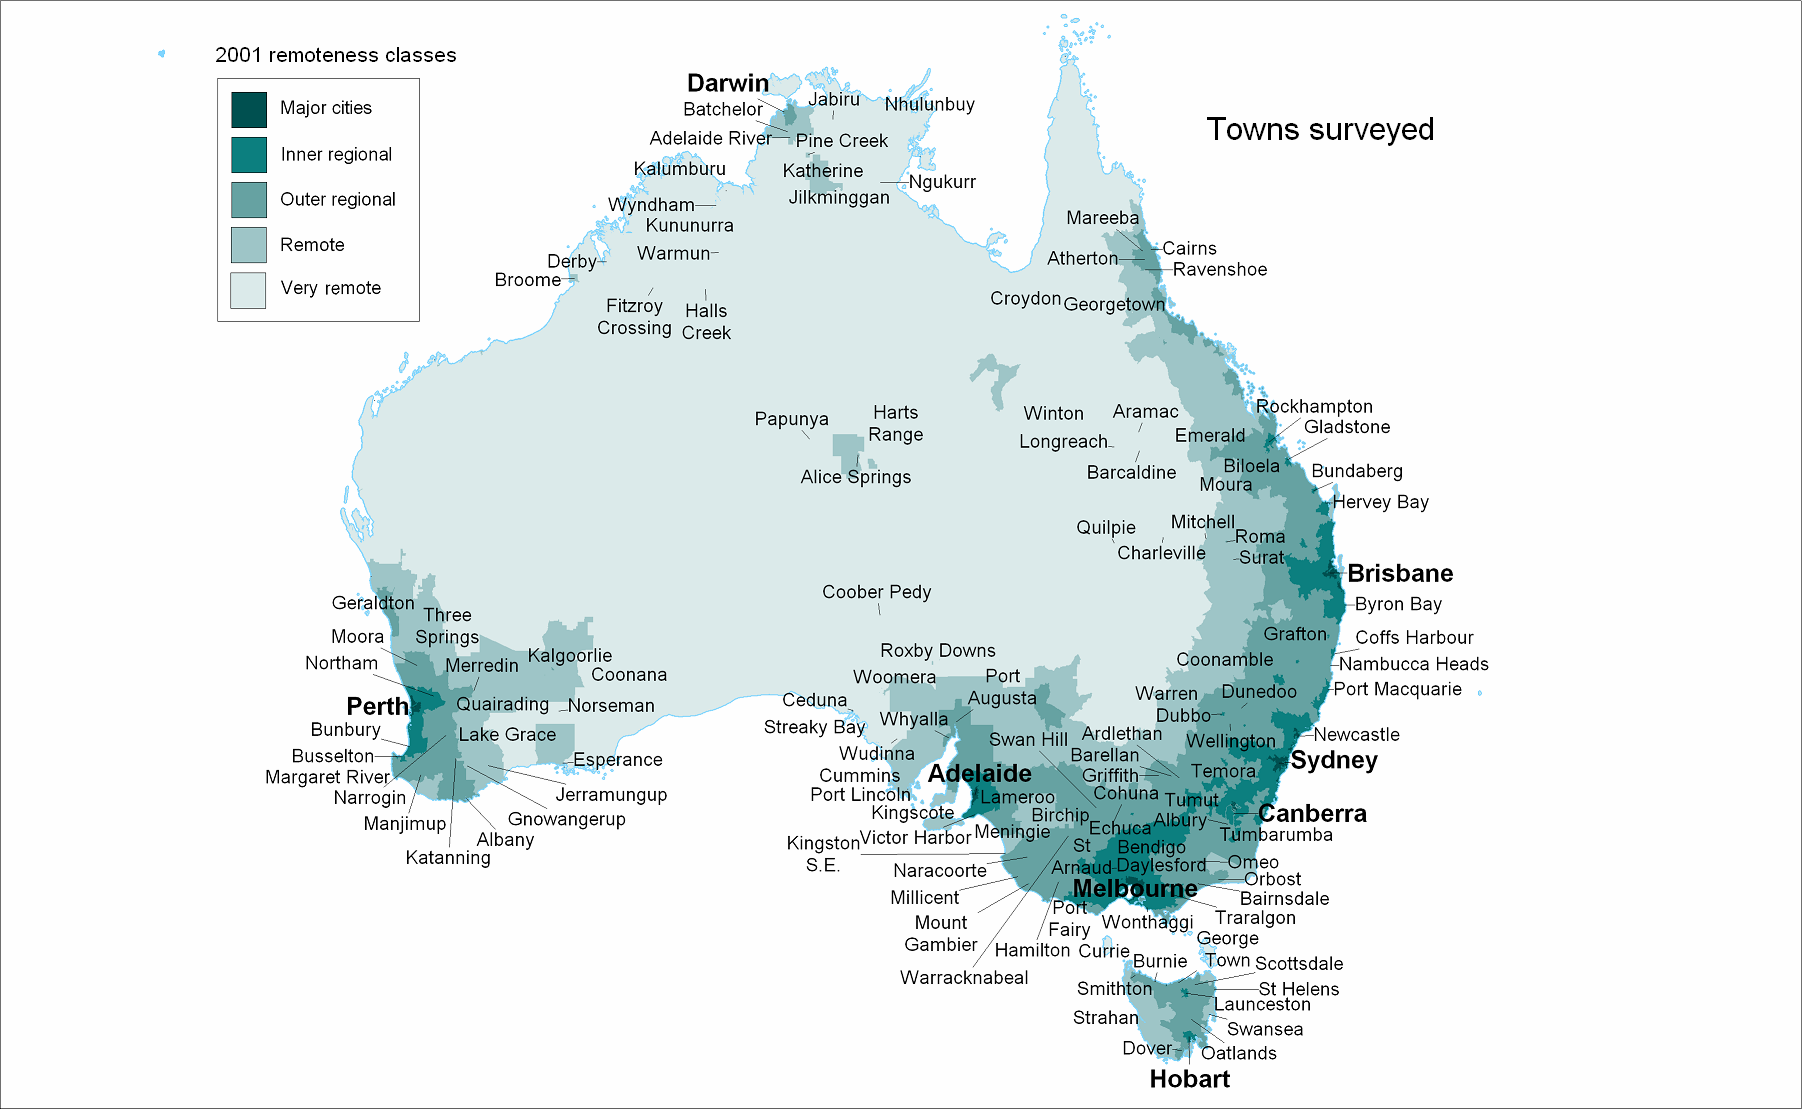 2001 remoteness classes
Major cities
Inner regional
Outer regional
Remote
Very remote
Towns surveyed
Darwin
Batchelor
Jabiru
Nhulunbuy
Adelaide River
Pine Creek
Kalumburu
Katherine
Ngukurr
Jilkminggan
Wyndham
Kununurra
Warmun
Derby
Broome
Fitzroy
Crossing
Halls
Creek
Mareeba
Cairns
Atherton
Ravenshoe
Croydon
Georgetown
Papunya
Harts
Range
Alice Springs
Winton
Aramac
Longreach
Barcaldine
Rockhampton
Gladstone
Emerald
Biloela
Moura
Bundaberg
Hervey Bay
Quilpie
Mitchell
Charleville
Roma
Surat
Brisbane
Byron Bay
Coober Pedy
Grafton
Coffs Harbour
Nambucca Heads
Port Macquarie
Coonamble
Geraldton
Three
Springs
Moora
Northam
Merredin
Kalgoorlie
Coonana
Perth
Quairading
Norseman
Bunbury
Lake Grace
Busselton
Esperance
Margaret River
Narrogin
Jerramungup
Manjimup
Gnowangerup
Albany
Katanning
Roxby Downs
Woomera
Port
Augusta
Ceduna
Streaky Bay
Whyalla
Wudinna
Cummins
Port Lincoln
Adelaide
Kingscote
Victor Harbor
Lameroo
Meningie
Kingston
S.E.
Naracoorte
Millicent
Mount
Gambier
Warracknabeal
Hamilton
Swan Hill
Ardlethan
Barellan
Griffith
Cohuna
Birchip
Echuca
St
Arnaud
Bendigo
Daylesford
Melbourne
Port
Fairy
Wonthaggi
Warren
Dunedoo
Dubbo
Wellington
Newcastle
Sydney
Temora
Tumut
Canberra
Albury
Tumbarumba
Omeo
Orbost
Bairnsdale
Traralgon
George
Town
Currie
Burnie
Scottsdale
Smithton
St Helens
Launceston
Strahan
Swansea
Dover
Oatlands
Hobart